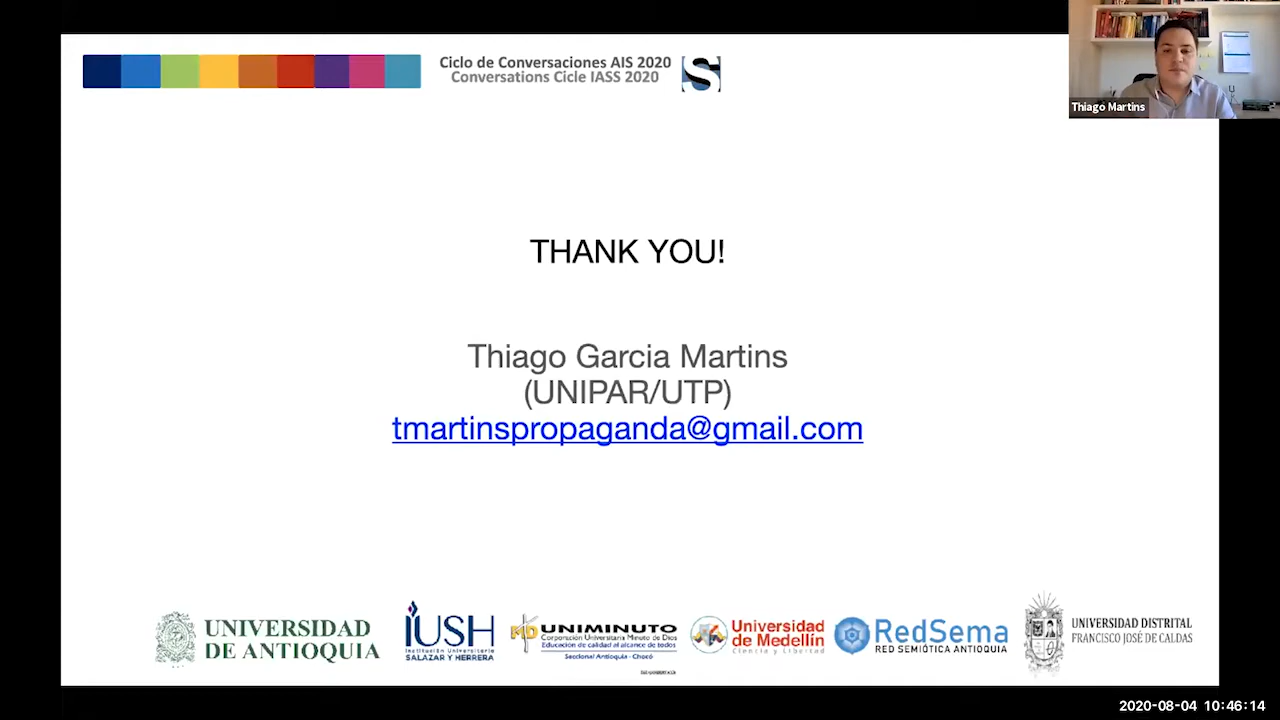 Ciclo de Conversaciones AIS 2020
Conversations Cicle IASS 2020
S
Thiago Martins
THANK YOU!
Thiago Garcia Martins
(UNIPAR/UTP)
tmartinspropaganda@gmail.com
UNIVERSIDAD
DE ANTIOQUIA
IUSH
Institución Universitaria
SALAZAR Y HERRERA
MD UNIMINUTO
Corporación Universitaria Minuto de Dios
Educación de calidad al alcance de todos
Seccional Antioquia - Chocó
Universidad
de Medellín
Ciencia y Libertad
RedSema
RED SEMIÓTICA ANTIOQUIA
UNIVERSIDAD DISTRITAL
FRANCISCO JOSÉ DE CALDAS
2020-08-04 10:46:14